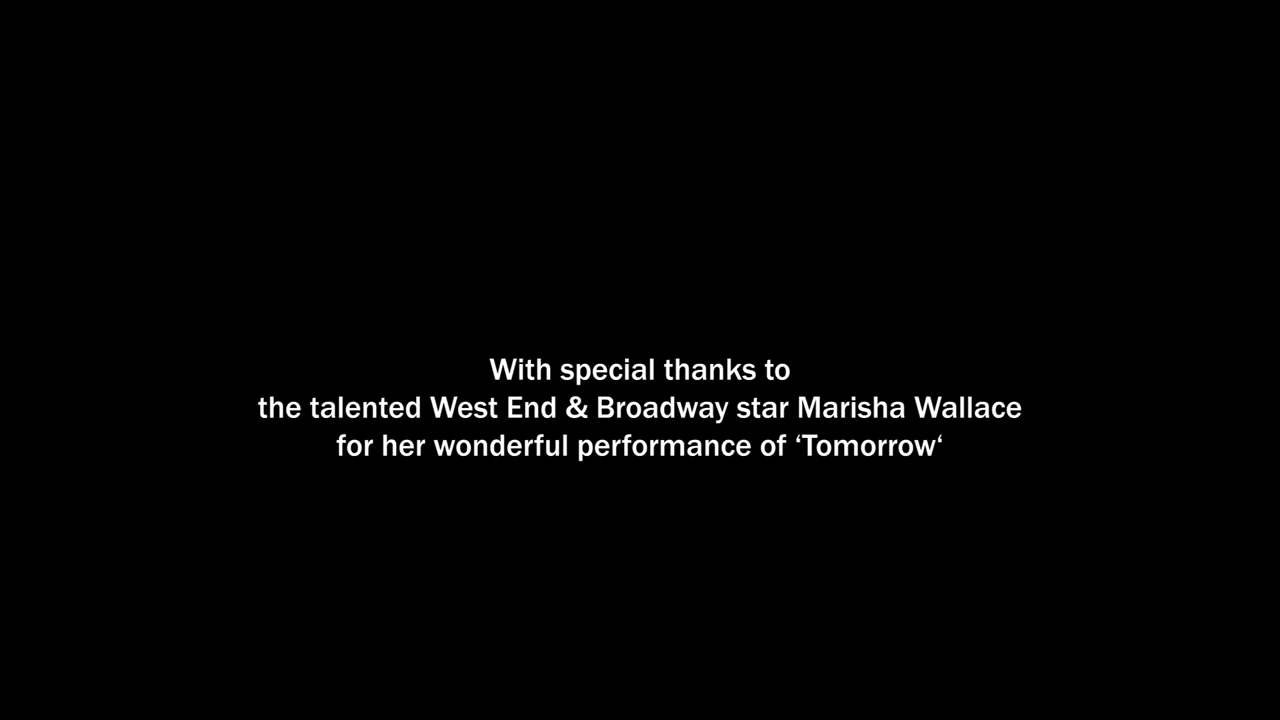 With special thanks to
the talented West End & Broadway star Marisha Wallace
for her wonderful performance of ‘Tomorrow‘